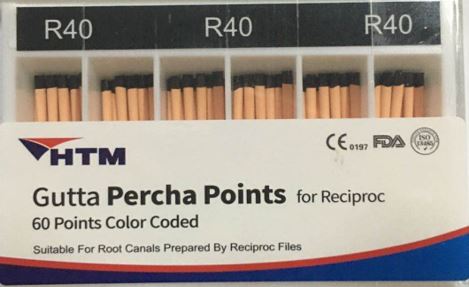 R40 R40 R40
HTM
CE 0197 FDA ISO 13485
Gutta Percha Points for Reciproc
60 Points Color Coded
Suitable For Root Canals Prepared By Reciproc Files